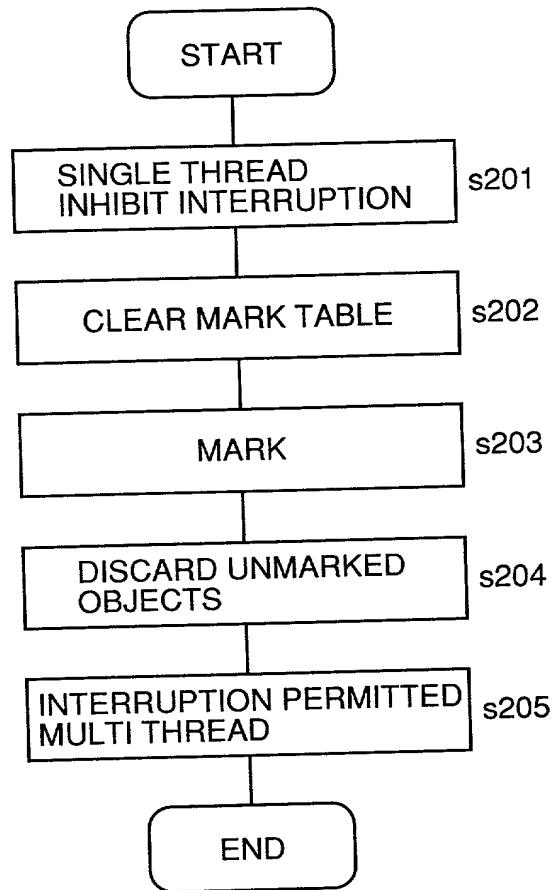 START
SINGLE THREAD
INHIBIT INTERRUPTION
s201
CLEAR MARK TABLE
s202
MARK
s203
DISCARD UNMARKED
OBJECTS
s204
INTERRUPTION PERMITTED
MULTI THREAD
s205
END